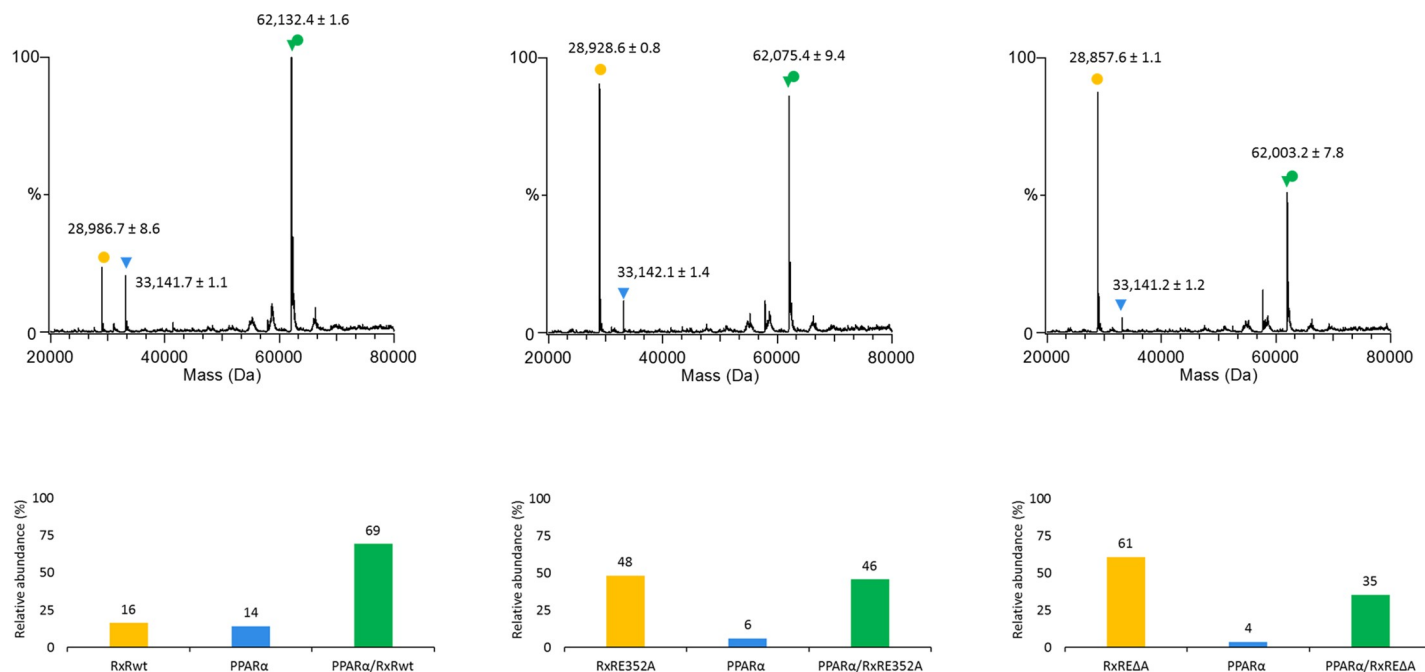 62,132.4 ± 1.6
100
%
28,986.7 ± 8.6
33,141.7 ± 1.1
0
20000 40000 60000 80000
Mass (Da)
28,928.6 ± 0.8
62,075.4 ± 9.4
100
%
33,142.1 ± 1.4
0
20000 40000 60000 80000
Mass (Da)
28,857.6 ± 1.1
100
62,003.2 ± 7.8
%
33,141.2 ± 1.2
0
20000 40000 60000 80000
Mass (Da)
Relative abundance (%)
100
75
50
25
0
16
14
69
RxRwt PPARα PPARα/RxRwt
Relative abundance (%)
100
75
50
25
0
48
6
46
RxRE352A PPARα PPARα/RxRE352A
Relative abundance (%)
100
75
50
25
0
61
4
35
RxREΔA PPARα PPARα/RxREΔA